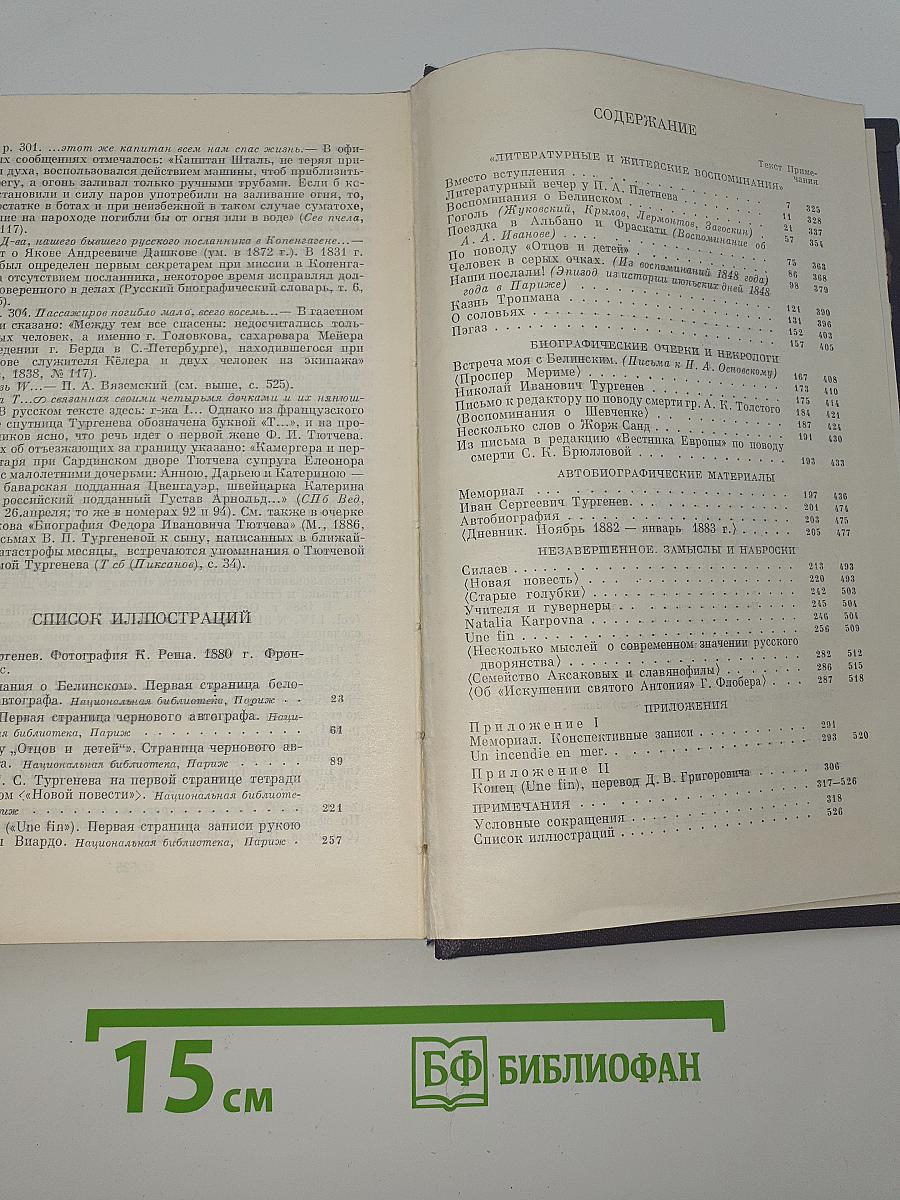 р. 301. ...этот же капитан всем нам спас жизнь.— В офи-
ых сообщениях отмечалось: «Капитан Шталь, не теряя при-
я духа, воспользовался действием машины, чтоб приблизить-
регу, а огонь заливал только ручными трубами. Если б к с-
становили и силу паров употребили на заливание огня, то,
остатке в ботах и при неизбежной в таком случае суматохе,
ние на пароходе погибли бы от огня или в воде» (Сев пчела,
117).
Д-ва, нашего бывшего русского посланника в Копенгагене...—
т о Якове Андреевиче Дашкове (ум. в 1872 г.). В 1831 г.
был определен первым секретарем при миссии в Копенга-
а отсутствием посланника, некоторое время исправлял дол-
оверенного в делах (Русский биографический словарь, т. 6,
5).
. 304. Пассажиров погибло мало, всего восемь...— В газетном
и сказано: «Между тем все спасены: недосчитались толь-
ых человек, а именно г. Головкова, сахаровара Мейера
ведении г. Берда в С.-Петербурге), находившегося при
ове служителя Кёлера и двух человек из экипажа»
, 1838, № 117).
язь W...— П. А. Вяземский (см. выше, с. 525).
а Т...∽ связанная своими четырьмя дочками и их нянюш-
В русском тексте здесь: г-жа I... Однако из французского
е спутница Тургенева обозначена буквой «Т...», и из про-
ников ясно, что речь идет о первой жене Ф. И. Тютчева.
х об отъезжающих за границу указано: «Камергера и пер-
таря при Сардинском дворе Тютчева супруга Елеонора
с малолетними дочерьми: Анною, Дарьею и Катериною —
баварская подданная Цвенгауэр, швейцарка Катерина
российский подданный Густав Арнольд...» (СПб Вед,
26.апреля; то же в номерах 92 и 94). См. также в очерке
кова «Биография Федора Ивановича Тютчева» (М., 1886,
сьмах В. П. Тургеневой к сыну, написанных в ближай-
атастрофы месяцы, встречаются упоминания о Тютчевой
мой Тургенева (Т сб (Пиксанов), с. 34).
СПИСОК ИЛЛЮСТРАЦИЙ
ргенев. Фотография К. Реша. 1880 г. Фрон-
с.
нания о Белинском». Первая страница бело-
автографа. Национальная библиотека, Париж . . 23
Первая страница чернового автографа. Наци-
ая библиотека, Париж . . . . . . . . . . 61
у „Отцов и детей“». Страница чернового ав-
та. Национальная библиотека, Париж . . . . . 89
. С. Тургенева на первой странице тетради
ом ⟨«Новой повести»⟩. Национальная библиоте-
риж . . . . . . . . . . . . . . . . . 221
(«Une fin»). Первая страница записи рукою
ы Виардо. Национальная библиотека, Париж . 257
СОДЕРЖАНИЕ
Текст Приме-
чания
«ЛИТЕРАТУРНЫЕ И ЖИТЕЙСКИЕ ВОСПОМИНАНИЯ»
Вместо вступления . . . . . . . . . . 7 325
Литературный вечер у П. А. Плетнева . . . . . 11 328
Воспоминания о Белинском . . . . . . . . 21 337
Гоголь (Жуковский, Крылов, Лермонтов, Загоскин) . 57 354
Поездка в Альбано и Фраскати (Воспоминание об
А. А. Иванове) . . . . . . . . . . . 75 363
По поводу «Отцов и детей» . . . . . . . . 86 368
Человек в серых очках. (Из воспоминаний 1848 года) 98 379
Наши послали! (Эпизод из истории июньских дней 1848
года в Париже) . . . . . . . . . . . 121 390
Казнь Тропмана . . . . . . . . . . . 131 396
О соловьях . . . . . . . . . . . . 152 403
Пэгаз . . . . . . . . . . . . . . 157 405
БИОГРАФИЧЕСКИЕ ОЧЕРКИ И НЕКРОЛОГИ
Встреча моя с Белинским. (Письма к Н. А. Основскому) 167 408
⟨Проспер Мериме⟩ . . . . . . . . . . 173 410
Николай Иванович Тургенев . . . . . . . . 175 414
Письмо к редактору по поводу смерти гр. А. К. Толстого 184 421
⟨Воспоминания о Шевченке⟩ . . . . . . . . 187 424
Несколько слов о Жорж Санд . . . . . . . . 191 430
Из письма в редакцию «Вестника Европы» по поводу
смерти С. К. Брюлловой . . . . . . . . 193 433
АВТОБИОГРАФИЧЕСКИЕ МАТЕРИАЛЫ
Мемориал . . . . . . . . . . . . . 197 436
Иван Сергеевич Тургенев. . . . . . . . . 201 474
Автобиография . . . . . . . . . . . 203 475
⟨Дневник. Ноябрь 1882 — январь 1883 г.⟩ . . . . 205 477
НЕЗАВЕРШЕННОЕ. ЗАМЫСЛЫ И НАБРОСКИ
Силаев . . . . . . . . . . . . . . 213 493
⟨Новая повесть⟩ . . . . . . . . . . . 220 493
⟨Старые голубки⟩ . . . . . . . . . . . 242 503
Учителя и гувернеры . . . . . . . . . . 245 504
Natalia Karpovna . . . . . . . . . . . 246 504
Une fin . . . . . . . . . . . . . . 256 509
⟨Несколько мыслей о современном значении русского
дворянства⟩ . . . . . . . . . . . . 282 512
⟨Семейство Аксаковых и славянофилы⟩ . . . . . 286 515
⟨Об «Искушении святого Антония» Г. Флобера⟩ . . . 287 518
ПРИЛОЖЕНИЯ
Приложение I
Мемориал. Конспективные записи . . . . . . 291
Un incendie en mer. . . . . . . . . . . 293 520
Приложение II
Конец (Une fin), перевод Д. В. Григоровича . . . . 306
ПРИМЕЧАНИЯ . . . . . . . . . . . . 317—526
Условные сокращения . . . . . . . . . . 318
Список иллюстраций . . . . . . . . . . 526
15 см
БФ БИБЛИОФАН